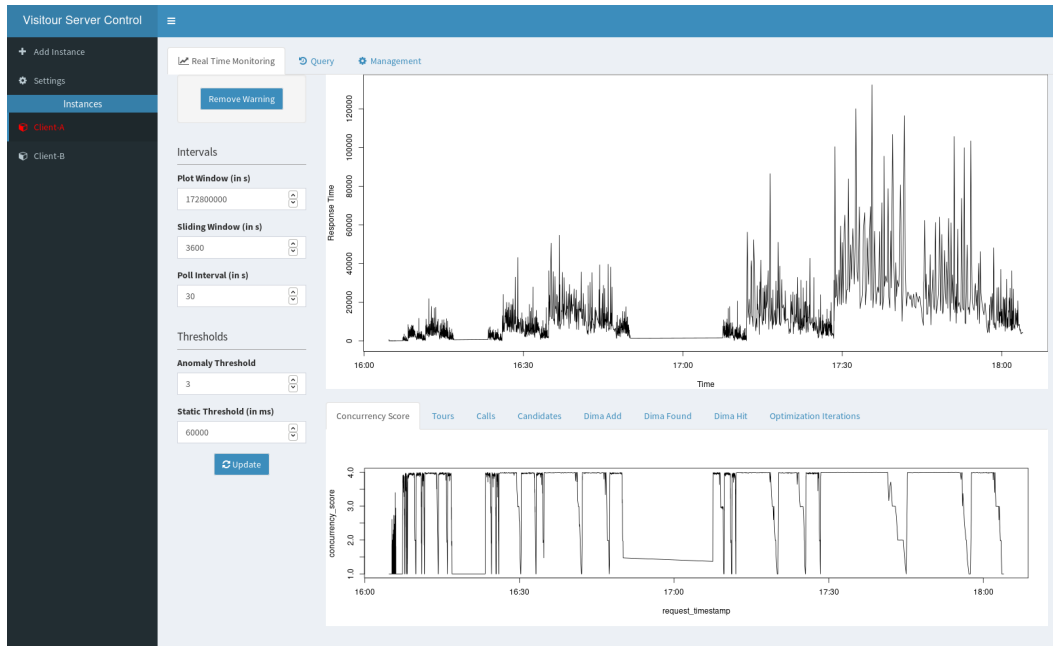 Visitour Server Control
Add Instance
Settings
Instances
Client-A
Client-B
Real Time Monitoring Query Management
Remove Warning
Intervals
Plot Window (in s)
172800000
Sliding Window (in s)
3600
Poll Interval (in s)
30
Thresholds
Anomaly Threshold
3
Static Threshold (in ms)
60000
Update
Response Time
0 20000 40000 60000 80000 100000 120000
16:00 16:30 17:00 17:30 18:00
Time
Concurrency Score Tours Calls Candidates Dima Add Dima Found Dima Hit Optimization Iterations
concurrency_score
1.0 2.0 3.0 4.0
16:00 16:30 17:00 17:30 18:00
request_timestamp